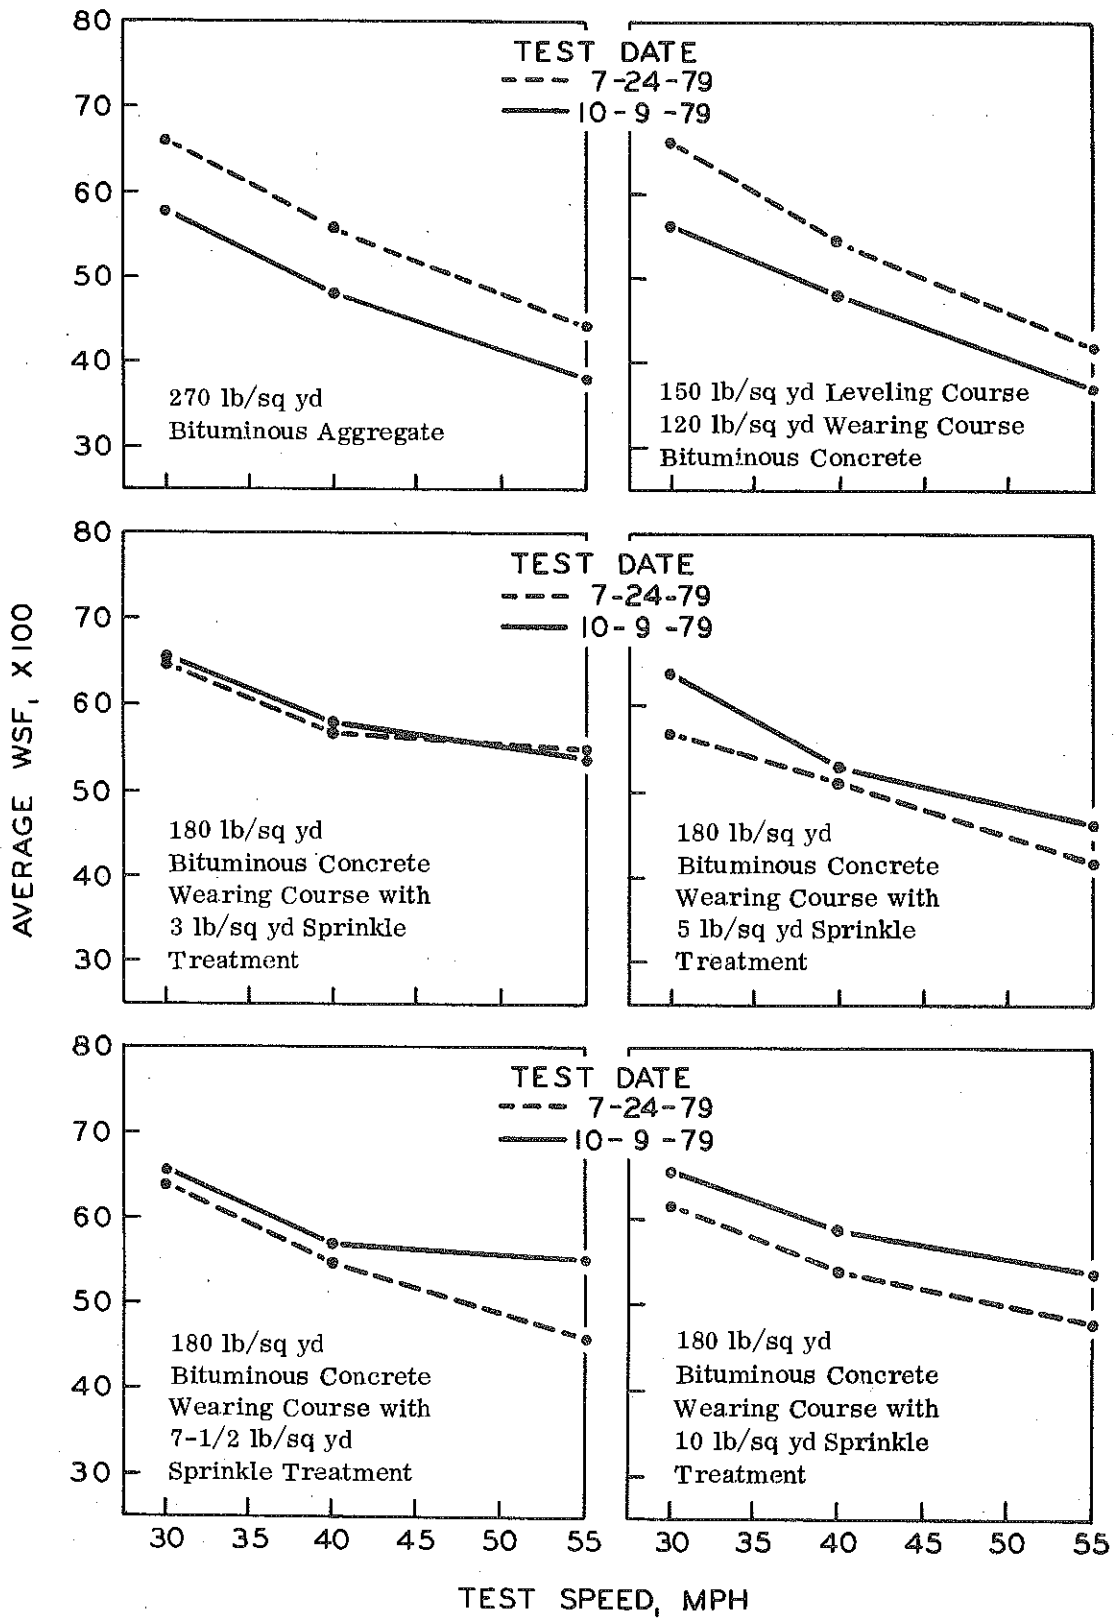 80
70
60
50
40
30
TEST DATE
7-24-79
10-9-79
270 lb/sq yd
Bituminous Aggregate
150 lb/sq yd Leveling Course
120 lb/sq yd Wearing Course
Bituminous Concrete
80
70
60
50
40
30
TEST DATE
7-24-79
10-9-79
180 lb/sq yd
Bituminous Concrete
Wearing Course with
3 lb/sq yd Sprinkle
Treatment
180 lb/sq yd
Bituminous Concrete
Wearing Course with
5 lb/sq yd Sprinkle
Treatment
AVERAGE WSF, X100
80
70
60
50
40
30
TEST DATE
7-24-79
10-9-79
180 lb/sq yd
Bituminous Concrete
Wearing Course with
7-1/2 lb/sq yd
Sprinkle Treatment
180 lb/sq yd
Bituminous Concrete
Wearing Course with
10 lb/sq yd Sprinkle
Treatment
30 35 40 45 50 55 30 35 40 45 50 55
TEST SPEED, MPH